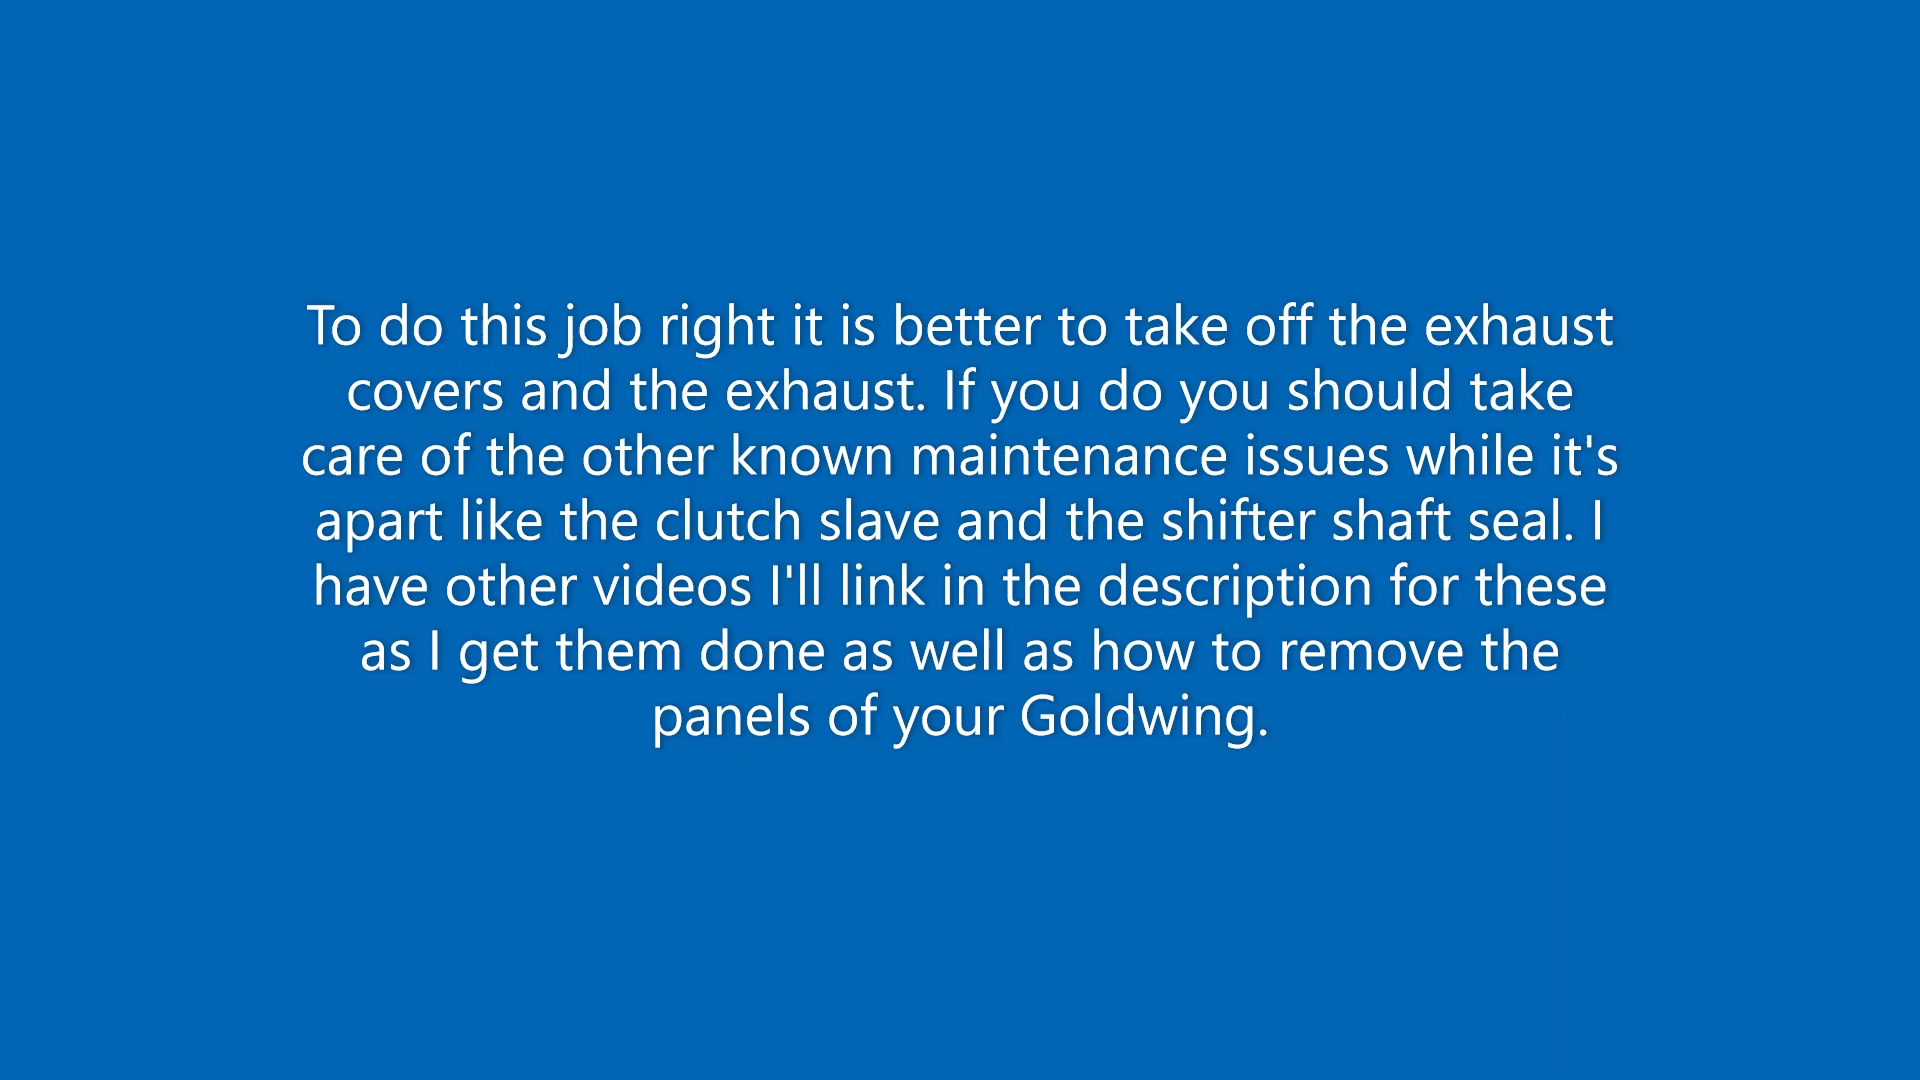 To do this job right it is better to take off the exhaust
covers and the exhaust. If you do you should take
care of the other known maintenance issues while it's
apart like the clutch slave and the shifter shaft seal. I
have other videos I'll link in the description for these
as I get them done as well as how to remove the
panels of your Goldwing.